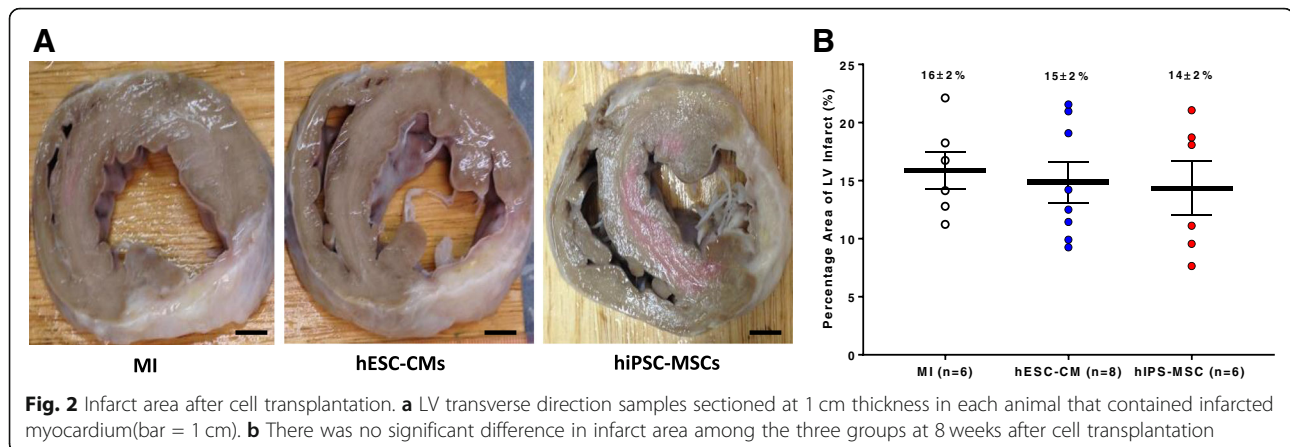 A
MI
hESC-CMs
hiPSC-MSCs
B
Percentage Area of LV Infarct (%)
25
20
15
10
5
0
16±2%
15±2%
14±2%
MI (n=6)
hESC-CM (n=8)
hIPS-MSC (n=6)
Fig. 2 Infarct area after cell transplantation. a LV transverse direction samples sectioned at 1 cm thickness in each animal that contained infarcted
myocardium(bar = 1 cm). b There was no significant difference in infarct area among the three groups at 8 weeks after cell transplantation